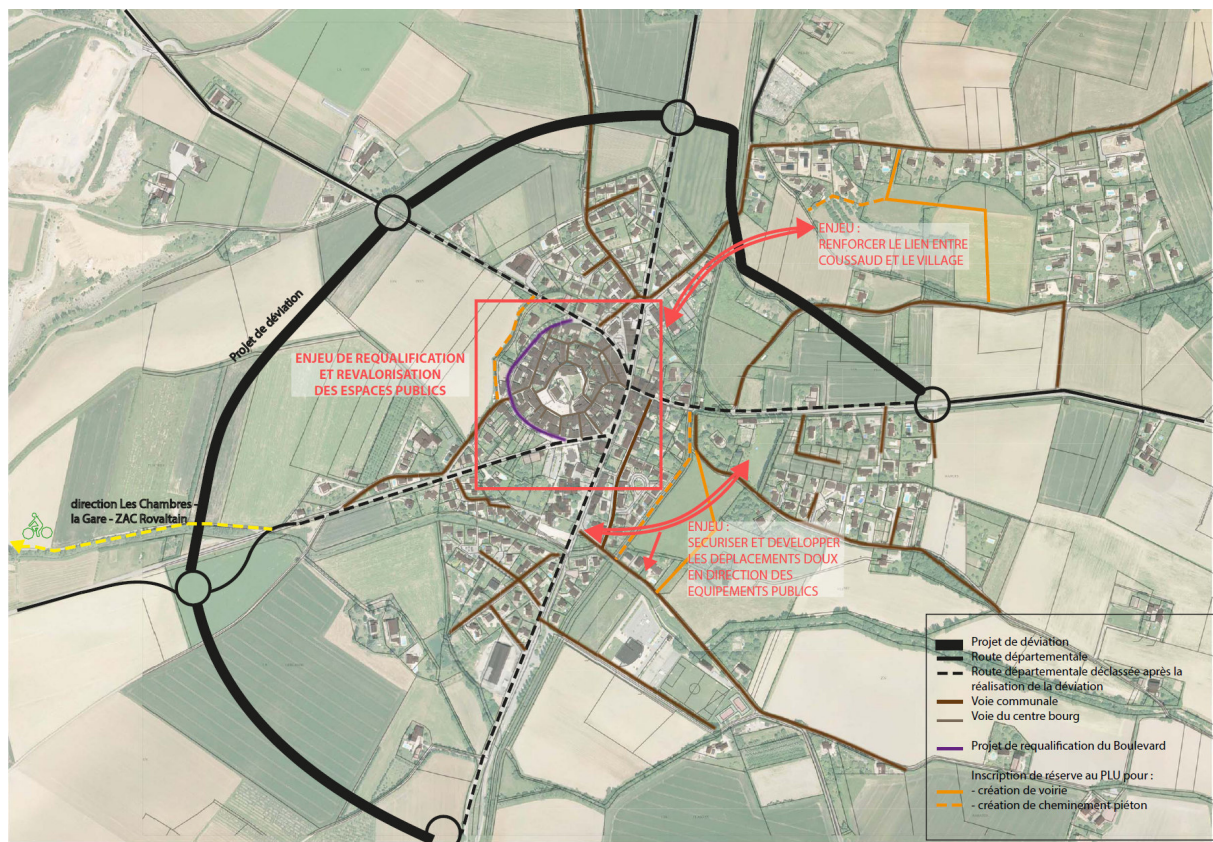 ENJEU :
RENFORCER LE LIEN ENTRE
COUSSAUD ET LE VILLAGE
Projet de déviation
ENJEU DE REQUALIFICATION
ET REVALORISATION
DES ESPACES PUBLICS
direction Les Chambres -
la Gare - ZAC Rovaltain
ENJEU :
SECURISER ET DEVELOPPER
LES DÉPLACEMENTS DOUX
EN DIRECTION DES
EQUIPEMENTS PUBLICS
Projet de déviation
Route départementale
Route départementale déclassée après la
réalisation de la déviation
Voie communale
Voie du centre bourg
Projet de requalification du Boulevard
Inscription de réserve au PLU pour :
- création de voirie
- création de cheminement piéton